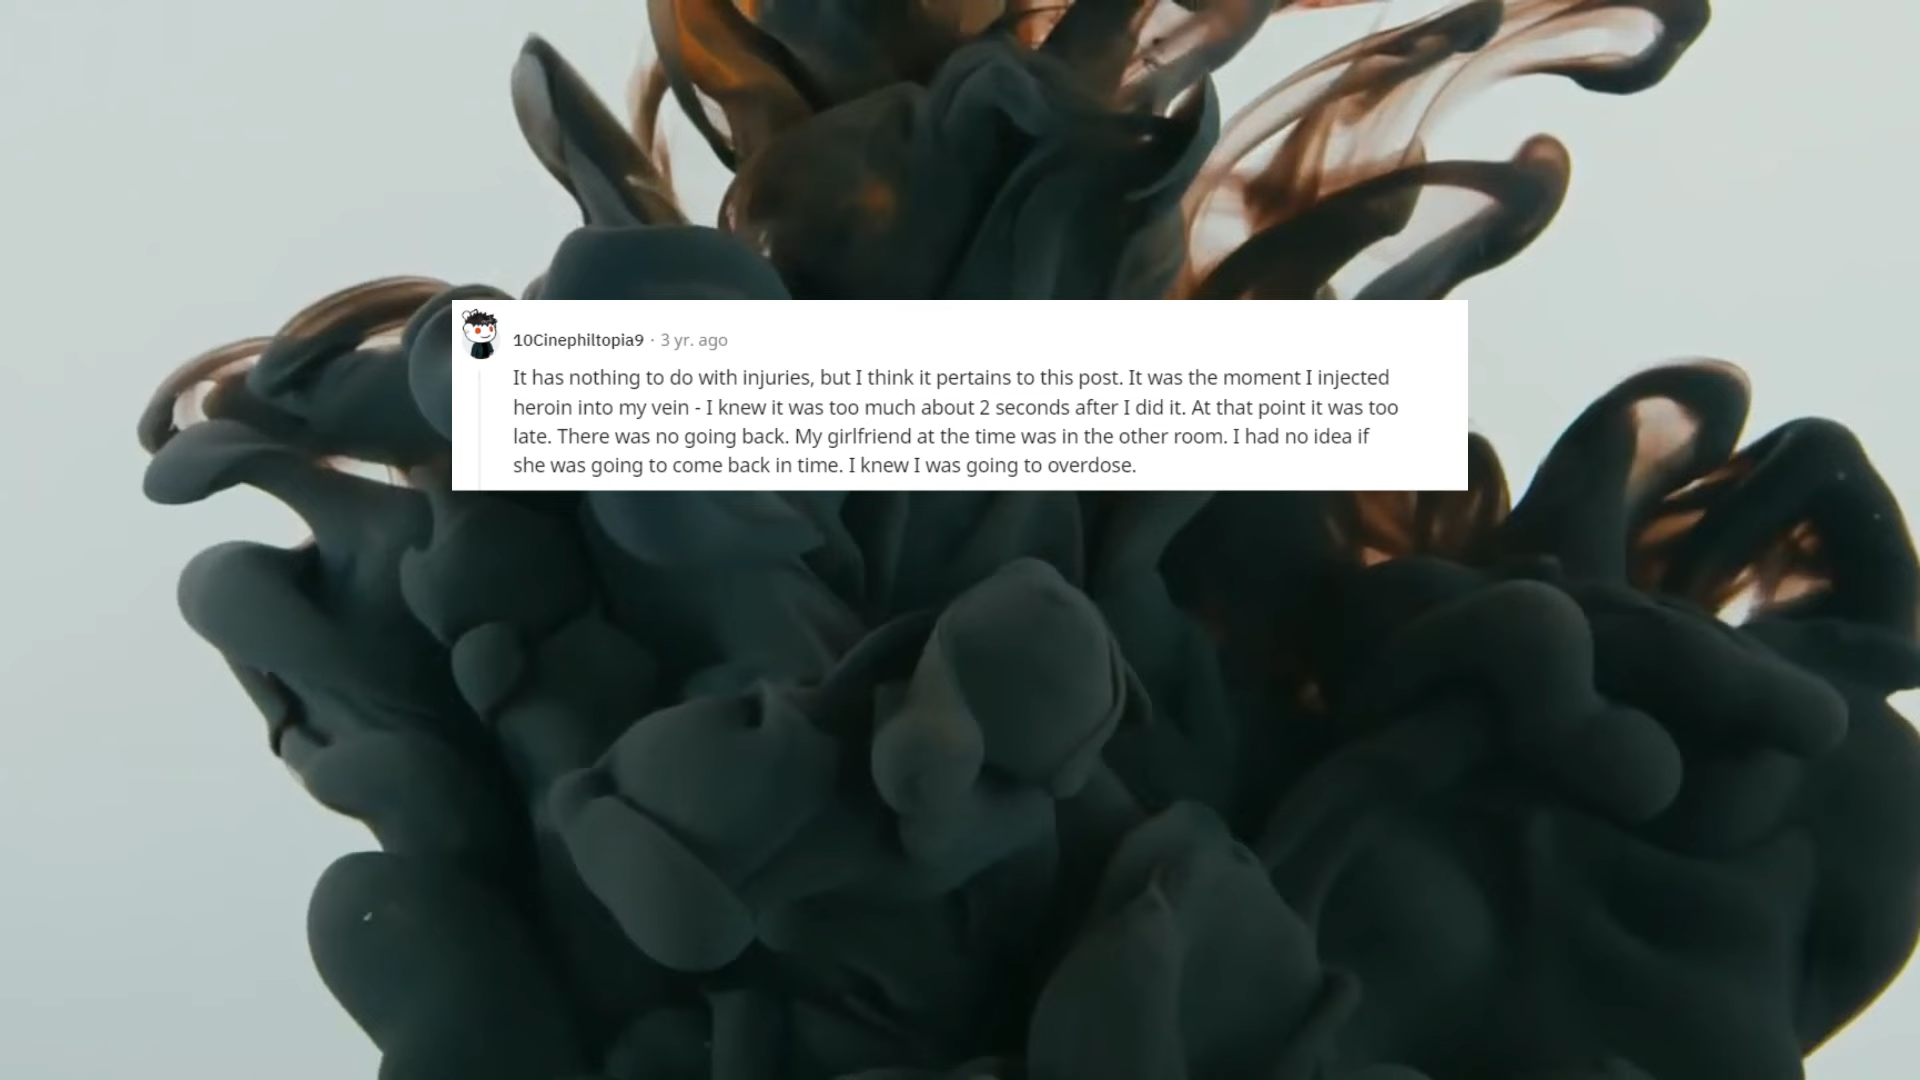 10Cinephiltopia9 · 3 yr. ago
It has nothing to do with injuries, but I think it pertains to this post. It was the moment I injected
heroin into my vein - I knew it was too much about 2 seconds after I did it. At that point it was too
late. There was no going back. My girlfriend at the time was in the other room. I had no idea if
she was going to come back in time. I knew I was going to overdose.